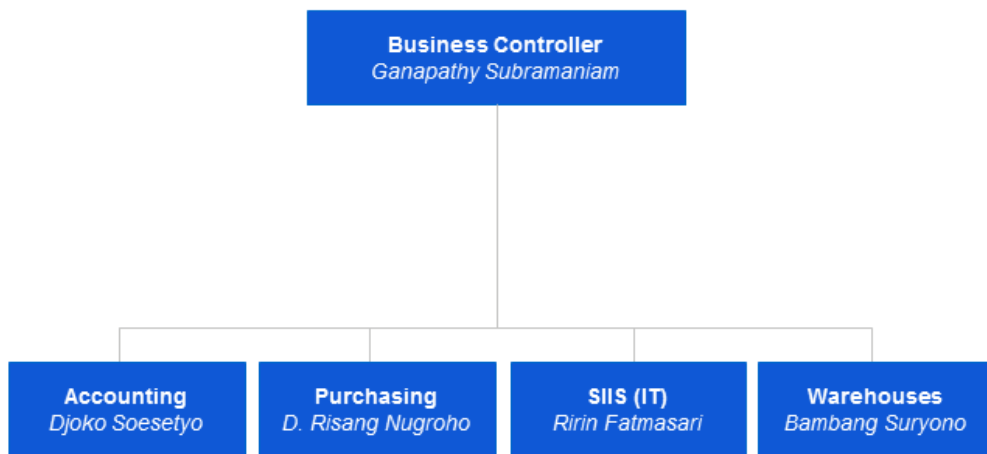 Business Controller
Ganapathy Subramaniam
Accounting
Djoko Soesetyo
Purchasing
D. Risang Nugroho
SIIS (IT)
Ririn Fatmasari
Warehouses
Bambang Suryono